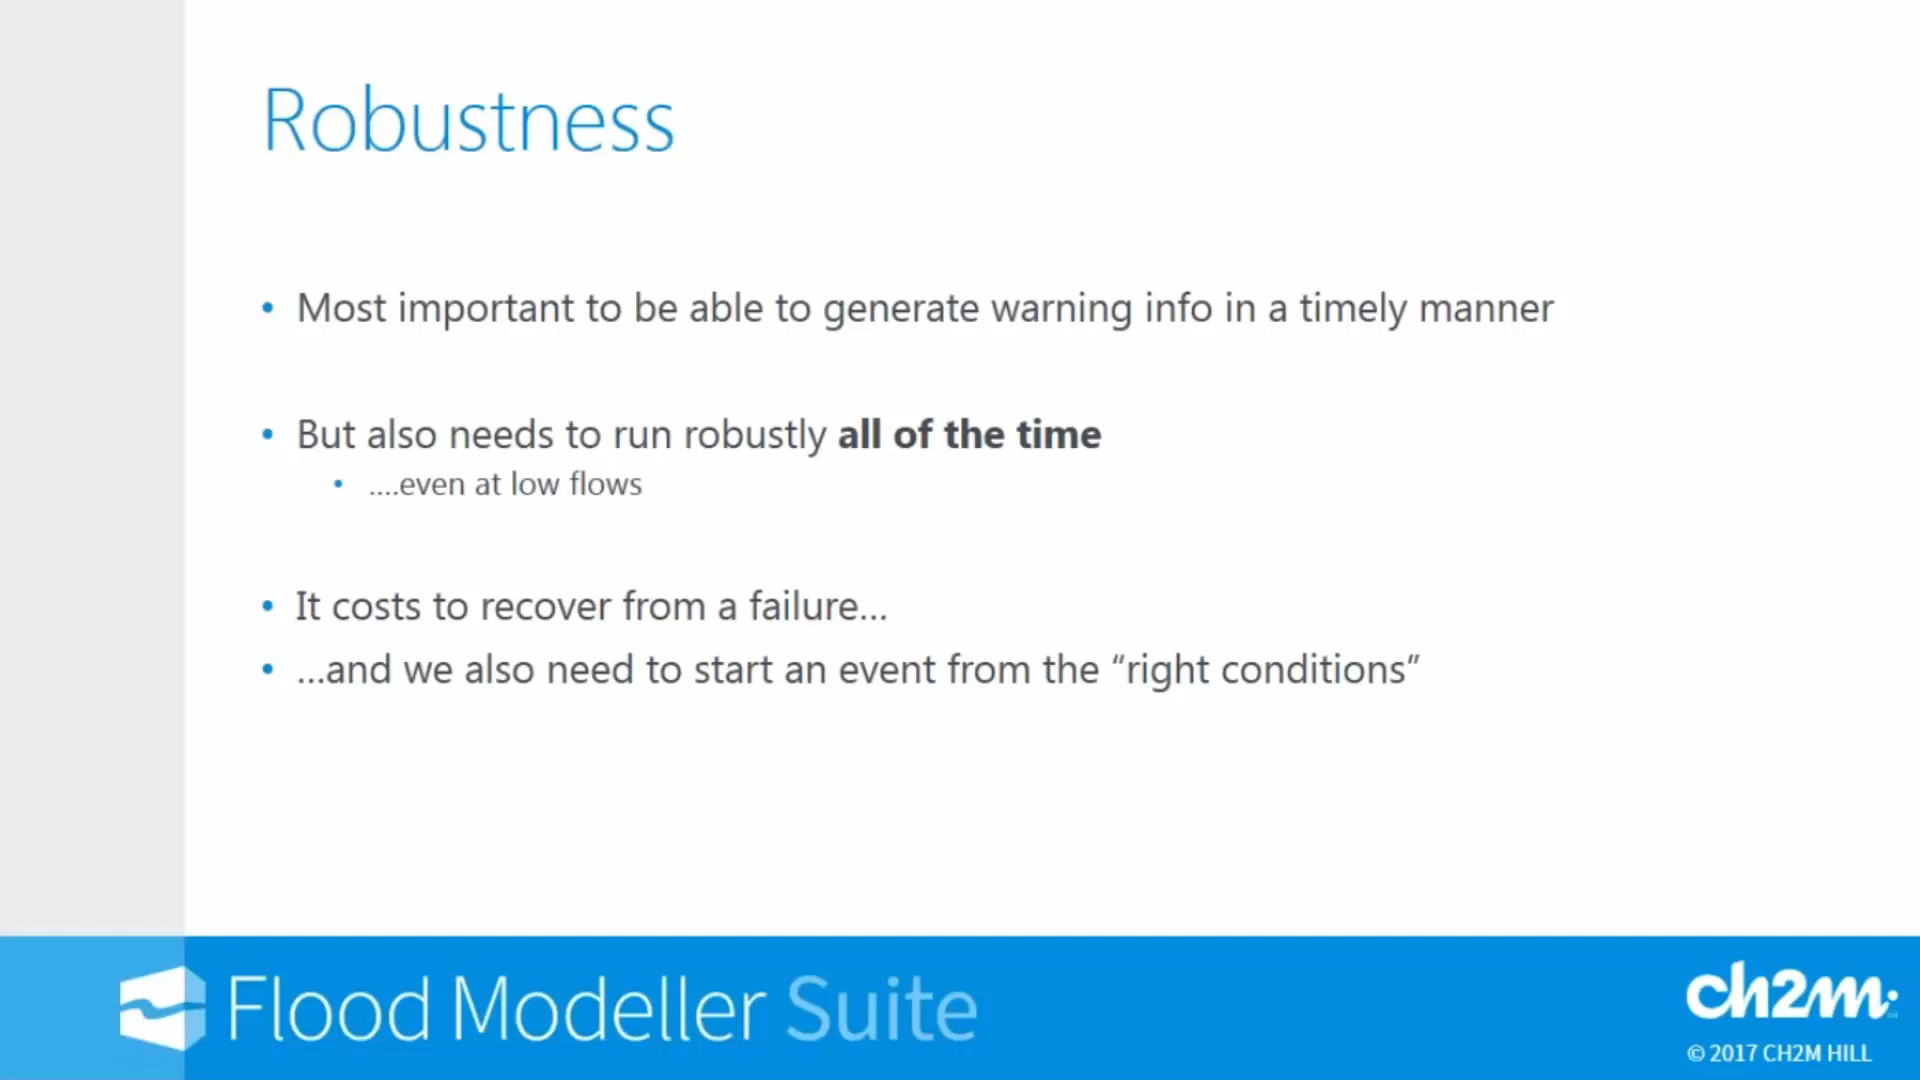 Robustness
• Most important to be able to generate warning info in a timely manner
• But also needs to run robustly all of the time
• ....even at low flows
• It costs to recover from a failure...
• ...and we also need to start an event from the “right conditions”
Flood Modeller Suite
ch2m:
© 2017 CH2M HILL